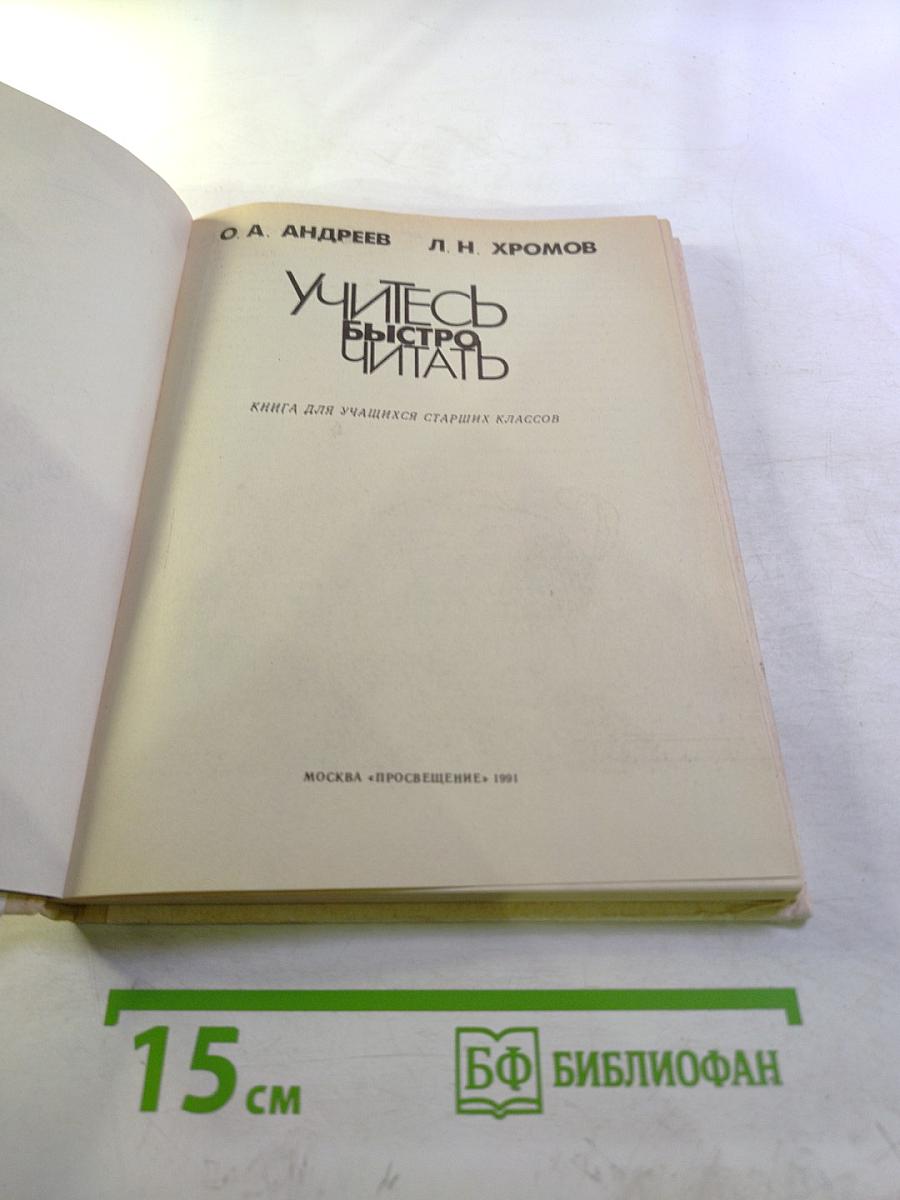 О. А. АНДРЕЕВ Л. Н. ХРОМОВ
УЧИТЕСЬ
БЫСТРО
ЧИТАТЬ
КНИГА ДЛЯ УЧАЩИХСЯ СТАРШИХ КЛАССОВ
МОСКВА «ПРОСВЕЩЕНИЕ» 1991
15 см
БФ БИБЛИОФАН